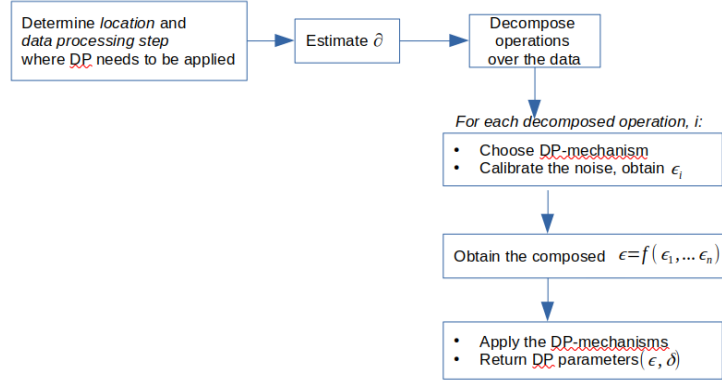 Determine location and
data processing step
where DP needs to be applied
Estimate ∂
Decompose
operations
over the data
For each decomposed operation, i:
• Choose DP-mechanism
• Calibrate the noise, obtain ϵi
Obtain the composed ϵ=f(ϵ1,...ϵn)
• Apply the DP-mechanisms
• Return DP parameters(ϵ,δ)